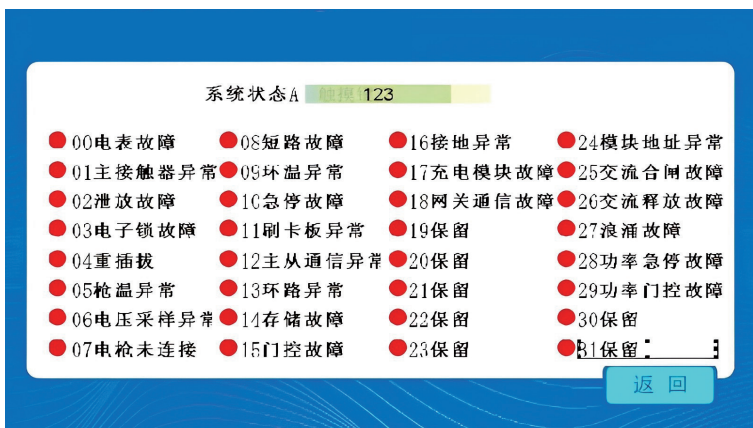 系统状态A 123
00电表故障 08短路故障 16接地异常 24模块地址异常
01主接触器异常 09环温异常 17充电模块故障 25交流合闸故障
02泄放故障 10急停故障 18网关通信故障 26交流释放故障
03电子锁故障 11刷卡板异常 19保留 27浪涌故障
04重插拔 12主从通信异常 20保留 28功率急停故障
05枪温异常 13环路异常 21保留 29功率门控故障
06电压采样异常 14存储故障 22保留 30保留
07电枪未连接 15门控故障 23保留 31保留
返回